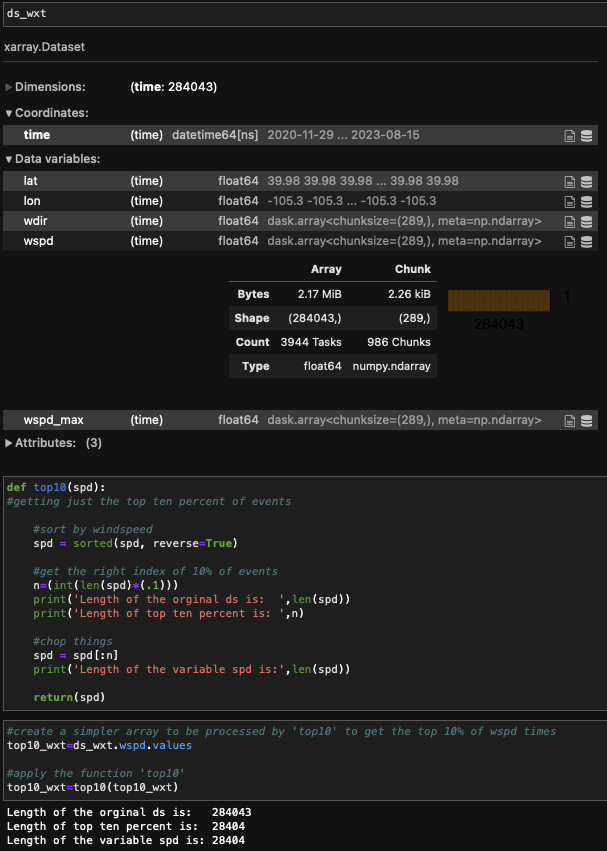 ds_wxt
xarray.Dataset
► Dimensions: (time: 284043)
▼ Coordinates:
time (time) datetime64[ns] 2020-11-29 ... 2023-08-15
▼ Data variables:
lat (time) float64 39.98 39.98 39.98 ... 39.98 39.98
lon (time) float64 -105.3 -105.3 ... -105.3 -105.3
wdir (time) float64 dask.array<chunksize=(289,), meta=np.ndarray>
wspd (time) float64 dask.array<chunksize=(289,), meta=np.ndarray>
Array Chunk
Bytes 2.17 MiB 2.26 kiB
Shape (284043,) (289,)
Count 3944 Tasks 986 Chunks
Type float64 numpy.ndarray
1
284043
wspd_max (time) float64 dask.array<chunksize=(289,), meta=np.ndarray>
► Attributes: (3)
def top10(spd):
#getting just the top ten percent of events
#sort by windspeed
spd = sorted(spd, reverse=True)
#get the right index of 10% of events
n=(int(len(spd)*(.1)))
print('Length of the orginal ds is:  ',len(spd))
print('Length of top ten percent is: ',n)
#chop things
spd = spd[:n]
print('Length of the variable spd is:',len(spd))
return(spd)
#create a simpler array to be processed by 'top10' to get the top 10% of wspd times
top10_wxt=ds_wxt.wspd.values
#apply the function 'top10'
top10_wxt=top10(top10_wxt)
Length of the orginal ds is:   284043
Length of top ten percent is:  28404
Length of the variable spd is: 28404